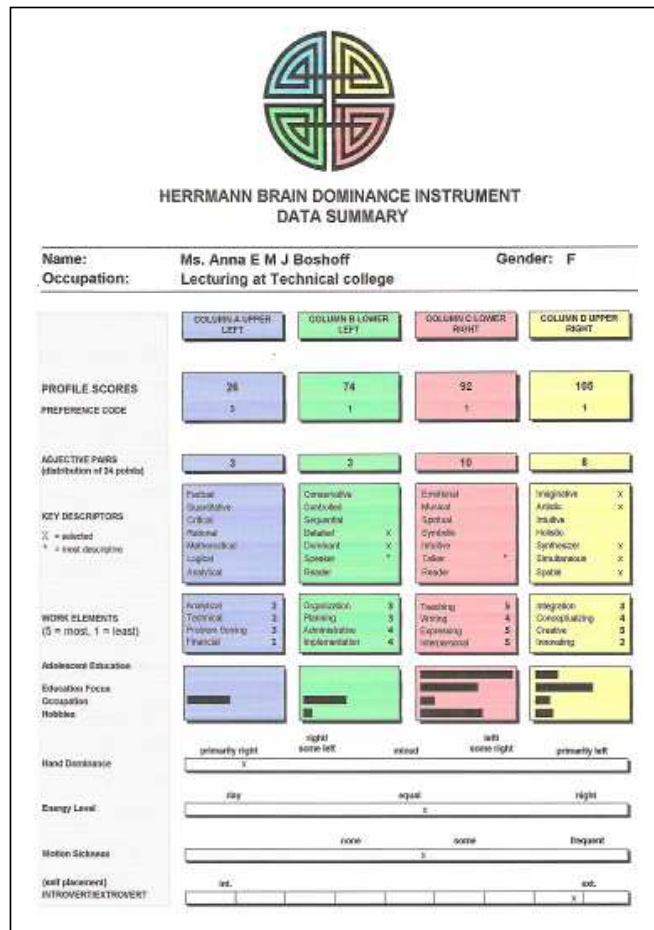 HERRMANN BRAIN DOMINANCE INSTRUMENT
DATA SUMMARY
Name: Ms. Anna E M J Boshoff Gender: F
Occupation: Lecturing at Technical college
COLUMN A UPPER LEFT COLUMN B LOWER LEFT COLUMN C LOWER RIGHT COLUMN D UPPER RIGHT
PROFILE SCORES 26 74 92 105
PREFERENCE CODE 3 1 1 1
ADJECTIVE PAIRS 3 3 10 8
(distribution of 24 points)
KEY DESCRIPTORS
X = selected
* = most descriptive
Factual Conservative Emotional Imaginative X
Quantitative Controlled Musical Artistic X
Critical Sequential Spiritual Intuitive
Rational Detailed X Symbolic Holistic
Mathematical Dominant X Intuitive Synthesizer X
Logical Speaker * Talker * Simultaneous X
Analytical Reader Reader Spatial X
WORK ELEMENTS
(5 = most, 1 = least)
Analytical Organization 3 Teaching 5 Integration
Technical Planning 3 Writing 4 Conceptualizing 4
Problem Solving 3 Administrative 4 Expressing 5 Creative 5
Financial Implementation 4 Interpersonal 5 Innovating
Adolescent Education
Education Focus
Occupation
Hobbies
primarily right right/ some left mixed left/ some right primarily left
Hand Dominance X
day equal night
Energy Level X
none some frequent
Motion Sickness X
(self placement) int. ext.
INTROVERT/EXTROVERT X